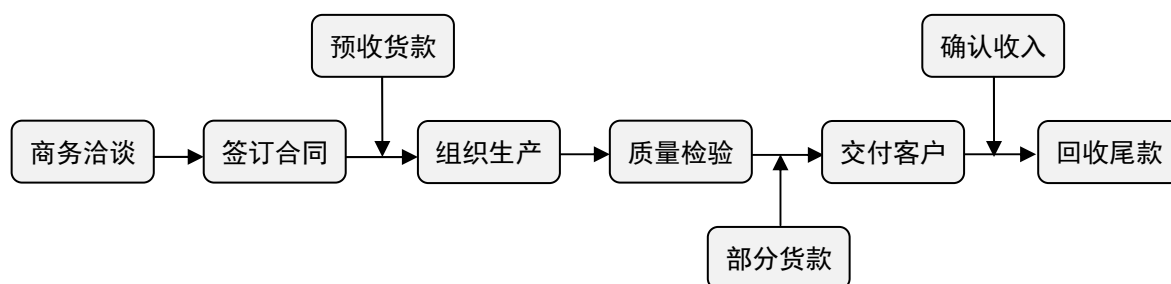 预收货款
确认收入
商务洽谈
签订合同
组织生产
质量检验
交付客户
回收尾款
部分货款